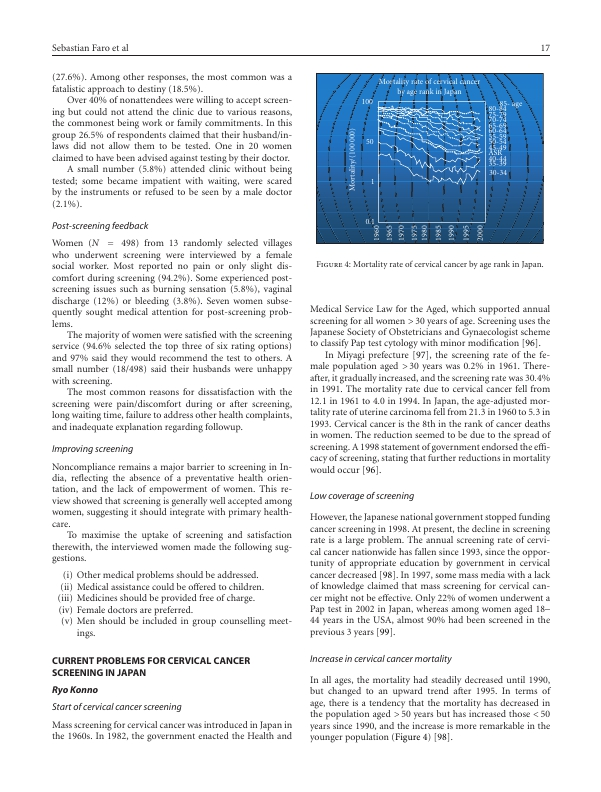 Sebastian Faro et al
17
(27.6%). Among other responses, the most common was a
fatalistic approach to destiny (18.5%).
Over 40% of nonattendees were willing to accept screen-
ing but could not attend the clinic due to various reasons,
the commonest being work or family commitments. In this
group 26.5% of respondents claimed that their husband/in-
laws did not allow them to be tested. One in 20 women
claimed to have been advised against testing by their doctor.
A small number (5.8%) attended clinic without being
tested; some became impatient with waiting, were scared
by the instruments or refused to be seen by a male doctor
(2.1%).
Post-screening feedback
Women (N = 498) from 13 randomly selected villages
who underwent screening were interviewed by a female
social worker. Most reported no pain or only slight dis-
comfort during screening (94.2%). Some experienced post-
screening issues such as burning sensation (5.8%), vaginal
discharge (12%) or bleeding (3.8%). Seven women subse-
quently sought medical attention for post-screening prob-
lems.
The majority of women were satisfied with the screening
service (94.6% selected the top three of six rating options)
and 97% said they would recommend the test to others. A
small number (18/498) said their husbands were unhappy
with screening.
The most common reasons for dissatisfaction with the
screening were pain/discomfort during or after screening,
long waiting time, failure to address other health complaints,
and inadequate explanation regarding followup.
Improving screening
Noncompliance remains a major barrier to screening in In-
dia, reflecting the absence of a preventative health orien-
tation, and the lack of empowerment of women. This re-
view showed that screening is generally well accepted among
women, suggesting it should integrate with primary health-
care.
To maximise the uptake of screening and satisfaction
therewith, the interviewed women made the following sug-
gestions.
(i) Other medical problems should be addressed.
(ii) Medical assistance could be offered to children.
(iii) Medicines should be provided free of charge.
(iv) Female doctors are preferred.
(v) Men should be included in group counselling meet-
ings.
CURRENT PROBLEMS FOR CERVICAL CANCER
SCREENING IN JAPAN
Ryo Konno
Start of cervical cancer screening
Mass screening for cervical cancer was introduced in Japan in
the 1960s. In 1982, the government enacted the Health and
Mortality rate of cervical cancer
by age rank in Japan
Mortality (100 000)
100
1
0.1
1960
1965
1970
1975
1980
1985
1990
1995
2000
85- age
80-84
75-79
70-74
65-69
60-64
55-59
50-54
45-49
ASR
40-44
35-39
30-34
FIGURE 4: Mortality rate of cervical cancer by age rank in Japan.
Medical Service Law for the Aged, which supported annual
screening for all women > 30 years of age. Screening uses the
Japanese Society of Obstetricians and Gynaecologist scheme
to classify Pap test cytology with minor modification [96].
In Miyagi prefecture [97], the screening rate of the fe-
male population aged > 30 years was 0.2% in 1961. There-
after, it gradually increased, and the screening rate was 30.4%
in 1991. The mortality rate due to cervical cancer fell from
12.1 in 1961 to 4.0 in 1994. In Japan, the age-adjusted mor-
tality rate of uterine carcinoma fell from 21.3 in 1960 to 5.3 in
1993. Cervical cancer is the 8th in the rank of cancer deaths
in women. The reduction seemed to be due to the spread of
screening. A 1998 statement of government endorsed the effi-
cacy of screening, stating that further reductions in mortality
would occur [96].
Low coverage of screening
However, the Japanese national government stopped funding
cancer screening in 1998. At present, the decline in screening
rate is a large problem. The annual screening rate of cervi-
cal cancer nationwide has fallen since 1993, since the oppor-
tunity of appropriate education by government in cervical
cancer decreased [98]. In 1997, some mass media with a lack
of knowledge claimed that mass screening for cervical can-
cer might not be effective. Only 22% of women underwent a
Pap test in 2002 in Japan, whereas among women aged 18–
44 years in the USA, almost 90% had been screened in the
previous 3 years [99].
Increase in cervical cancer mortality
In all ages, the mortality had steadily decreased until 1990,
but changed to an upward trend after 1995. In terms of
age, there is a tendency that the mortality has decreased in
the population aged > 50 years but has increased those < 50
years since 1990, and the increase is more remarkable in the
younger population (Figure 4) [98].